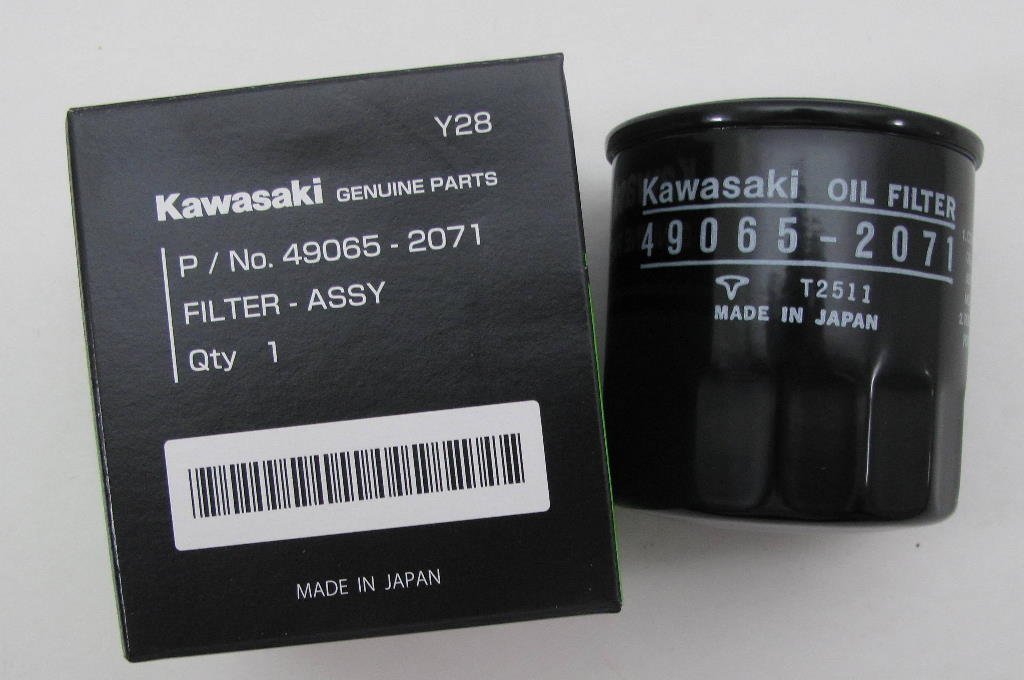 Y28
Kawasaki GENUINE PARTS
P / No. 49065 - 2071
FILTER - ASSY
Qty 1
MADE IN JAPAN
Kawasaki OIL FILTER
49065-2071
T2511
MADE IN JAPAN